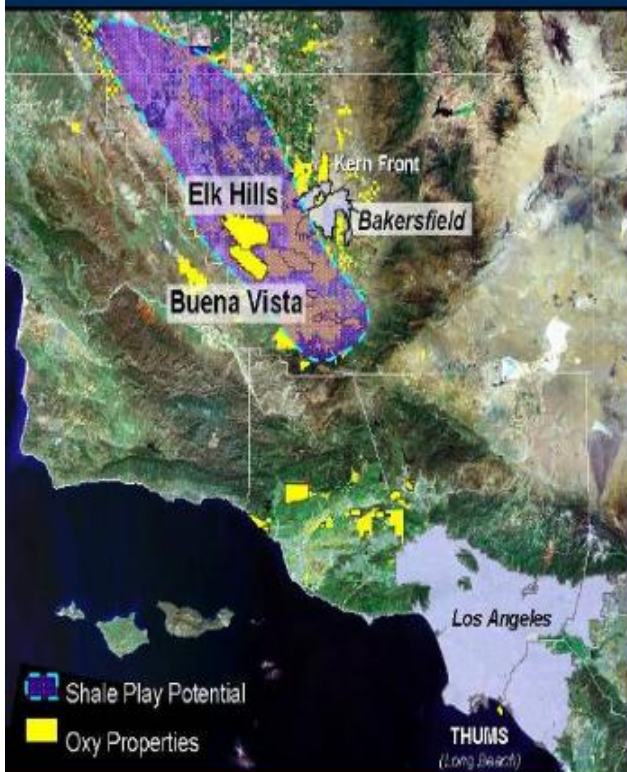 Kern Front
Elk Hills
Bakersfield
Buena Vista
Los Angeles
Shale Play Potential
Oxy Properties
THUMS
(Long Beach)